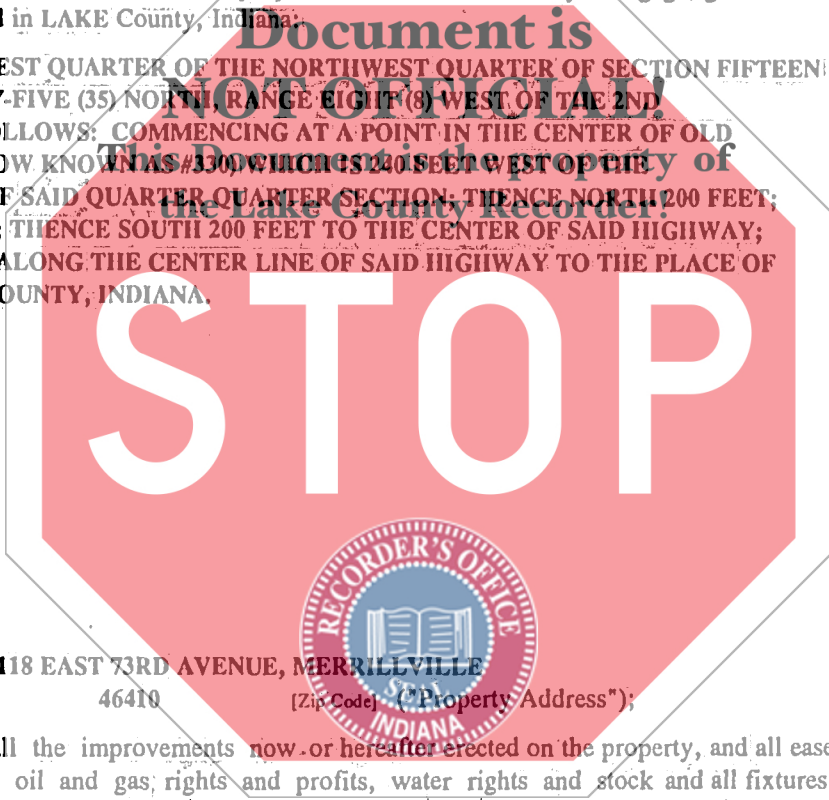 in LAKE County, Indiana:
Document is
EST QUARTER OF THE NORTHWEST QUARTER OF SECTION FIFTEEN
NOT OFFICIAL!
-FIVE (35) NORTH, RANGE EIGHT (8) WEST OF THE 2ND
LLOWS: COMMENCING AT A POINT IN THE CENTER OF OLD
This Document is the property of
OW KNOWN AS #330) WHICH IS 240 FEET WEST OF THE
F SAID QUARTER QUARTER SECTION; THENCE NORTH 200 FEET;
the Lake County Recorder!
; THENCE SOUTH 200 FEET TO THE CENTER OF SAID HIGHWAY;
ALONG THE CENTER LINE OF SAID HIGHWAY TO THE PLACE OF
OUNTY, INDIANA.
STOP
RECORDER'S OFFICE
118 EAST 73RD AVENUE, MERRILLVILLE
SEAL
46410 [Zip Code] ("Property Address");
INDIANA
ll the improvements now or hereafter erected on the property, and all ease
oil and gas rights and profits, water rights and stock and all fixtures